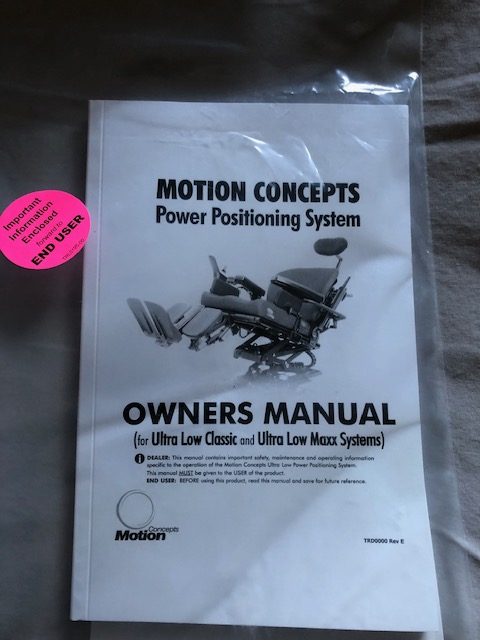 Important
Information
Enclosed
forward to
END USER
MOTION CONCEPTS
Power Positioning System
OWNERS MANUAL
(for Ultra Low Classic and Ultra Low Maxx Systems)
DEALER: This manual contains important safety, maintenance and operating information
specific to the operation of the Motion Concepts Ultra Low Power Positioning System.
This manual MUST be given to the USER of the product.
END USER: BEFORE using this product, read this manual and save for future reference.
Concepts
Motion
TRD0000 Rev E